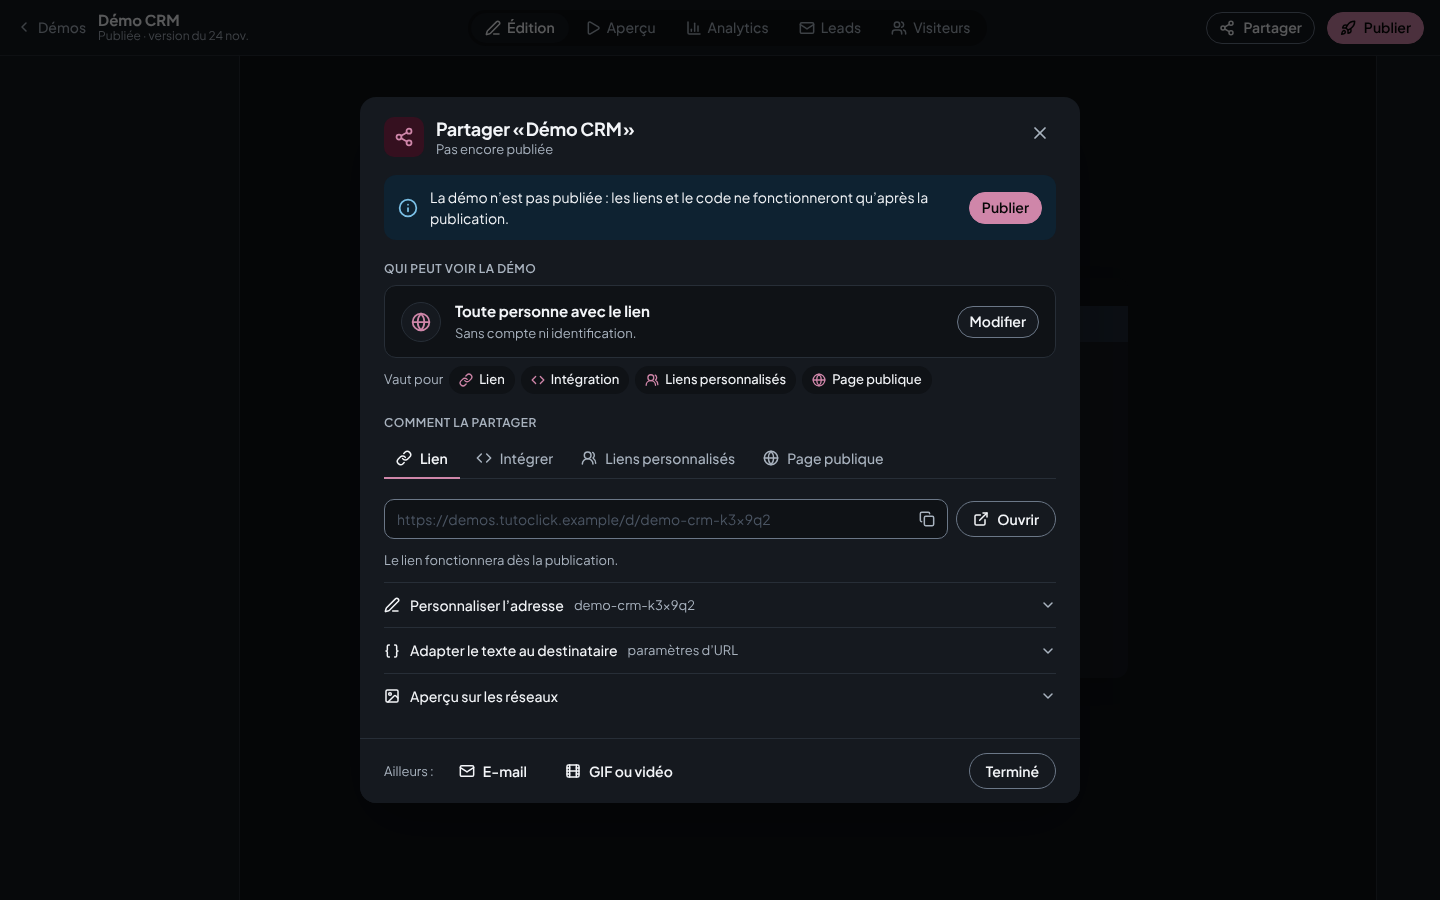 Démos
Démo CRM
Publiée · version du 24 nov.
Édition
Aperçu
Analytics
Leads
Visiteurs
Partager
Publier
Partager «Démo CRM»
Pas encore publiée
La démo n’est pas publiée : les liens et le code ne fonctionneront qu’après la
publication.
Publier
QUI PEUT VOIR LA DÉMO
Toute personne avec le lien
Sans compte ni identification.
Modifier
Vaut pour
Lien
Intégration
Liens personnalisés
Page publique
COMMENT LA PARTAGER
Lien
Intégrer
Liens personnalisés
Page publique
https://demos.tutoclick.example/d/demo-crm-k3x9q2
Ouvrir
Le lien fonctionnera dès la publication.
Personnaliser l’adresse demo-crm-k3x9q2
Adapter le texte au destinataire paramètres d’URL
Aperçu sur les réseaux
Ailleurs :
E-mail
GIF ou vidéo
Terminé